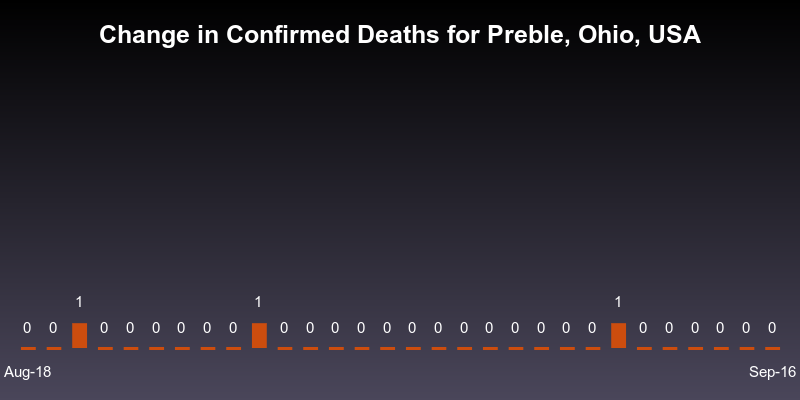 Change in Confirmed Deaths for Preble, Ohio, USA
1 1 1
0 0 0 0 0 0 0 0 0 0 0 0 0 0 0 0 0 0 0 0 0 0 0 0 0 0 0
Aug-18 Sep-16